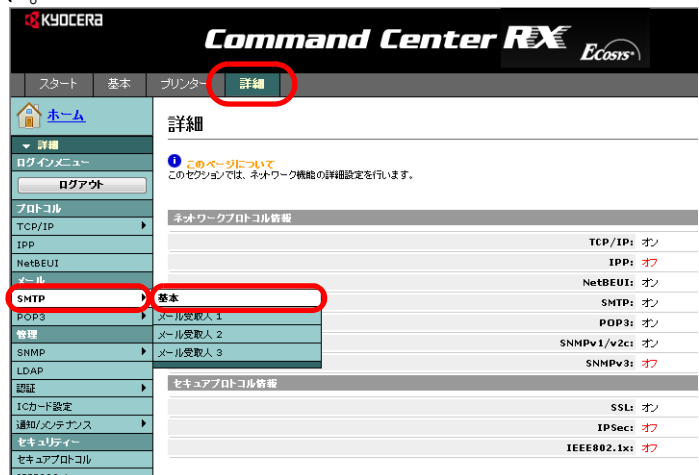 KYOCERA
Command Center RX
Ecosys
スタート 基本 プリンター 詳細
ホーム
詳細
ログインメニュー
ログアウト
プロトコル
TCP/IP
IPP
NetBEUI
メール
SMTP
POP3
管理
SNMP
LDAP
認証
ICカード設定
通知/メンテナンス
セキュリティー
セキュアプロトコル
基本
メール受取人 1
メール受取人 2
メール受取人 3
詳細
このページについて
このセクションでは、ネットワーク機能の詳細設定を行います。
ネットワークプロトコル情報
TCP/IP: オン
IPP: オフ
NetBEUI: オン
SMTP: オン
POP3: オン
SNMPv1/v2c: オン
SNMPv3: オフ
セキュアプロトコル情報
SSL: オン
IPSec: オフ
IEEE802.1x: オフ